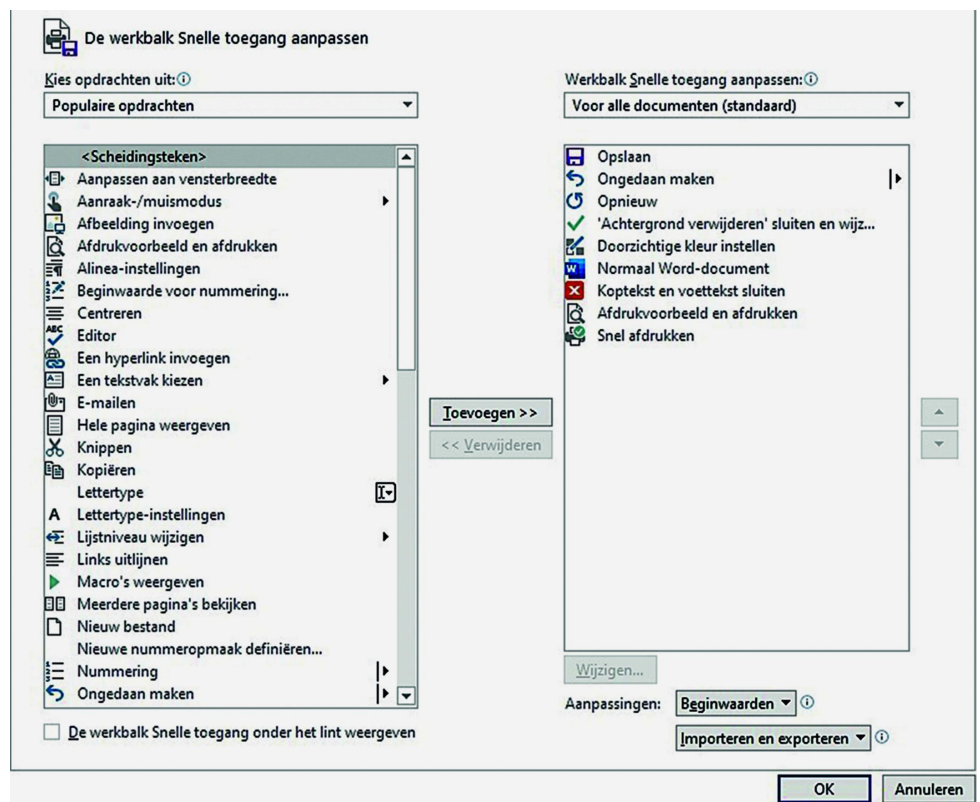 De werkbalk Snelle toegang aanpassen
Kies opdrachten uit:
Populaire opdrachten
<Scheidingsteken>
Aanpassen aan vensterbreedte
Aanraak-/muismodus
Afbeelding invoegen
Afdrukvoorbeeld en afdrukken
Alinea-instellingen
Beginwaarde voor nummering...
Centreren
Editor
Een hyperlink invoegen
Een tekstvak kiezen
E-mailen
Hele pagina weergeven
Knippen
Kopiëren
Lettertype
Lettertype-instellingen
Lijstniveau wijzigen
Links uitlijnen
Macro's weergeven
Meerdere pagina's bekijken
Nieuw bestand
Nieuwe nummeropmaak definiëren...
Nummering
Ongedaan maken
De werkbalk Snelle toegang onder het lint weergeven
Toevoegen >>
<< Verwijderen
Werkbalk Snelle toegang aanpassen:
Voor alle documenten (standaard)
Opslaan
Ongedaan maken
Opnieuw
'Achtergrond verwijderen' sluiten en wijz...
Doorzichtige kleur instellen
Normaal Word-document
Koptekst en voettekst sluiten
Afdrukvoorbeeld en afdrukken
Snel afdrukken
Wijzigen...
Aanpassingen: Beginwaarden
Importeren en exporteren
OK Annuleren